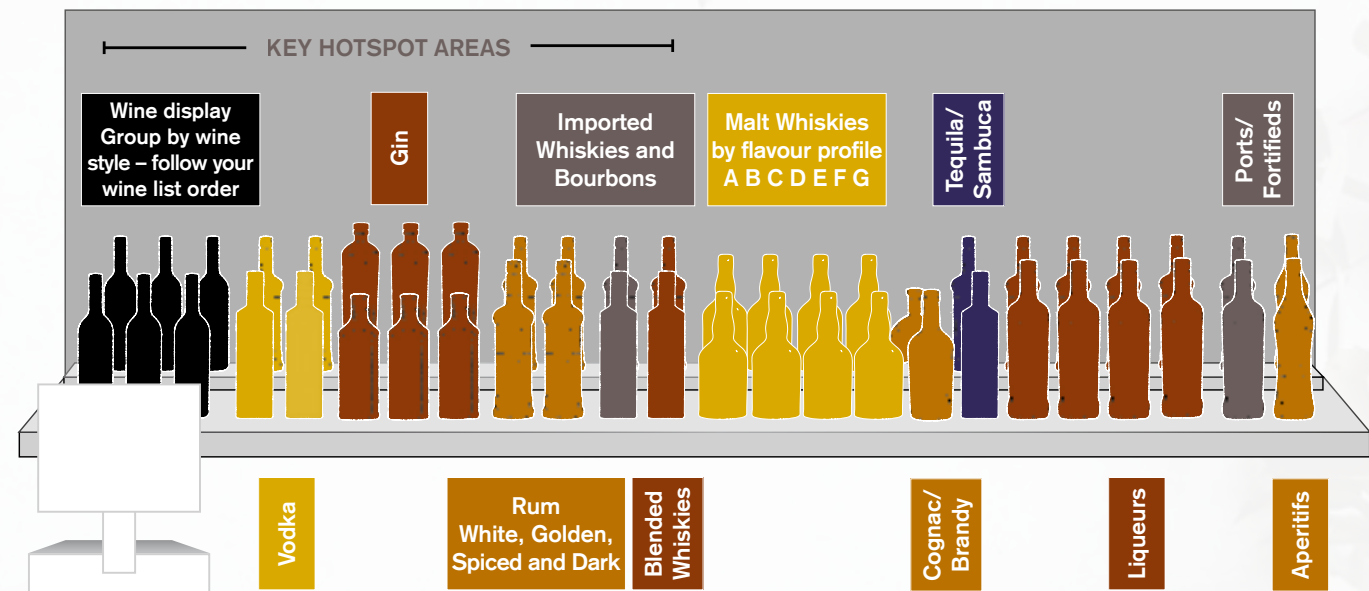 KEY HOTSPOT AREAS
Wine display
Group by wine
style – follow your
wine list order
Gin
Imported
Whiskies and
Bourbons
Malt Whiskies
by flavour profile
A B C D E F G
Tequila/
Sambuca
Ports/
Fortifieds
Vodka
Rum
White, Golden,
Spiced and Dark
Blended
Whiskies
Cognac/
Brandy
Liqueurs
Aperitifs